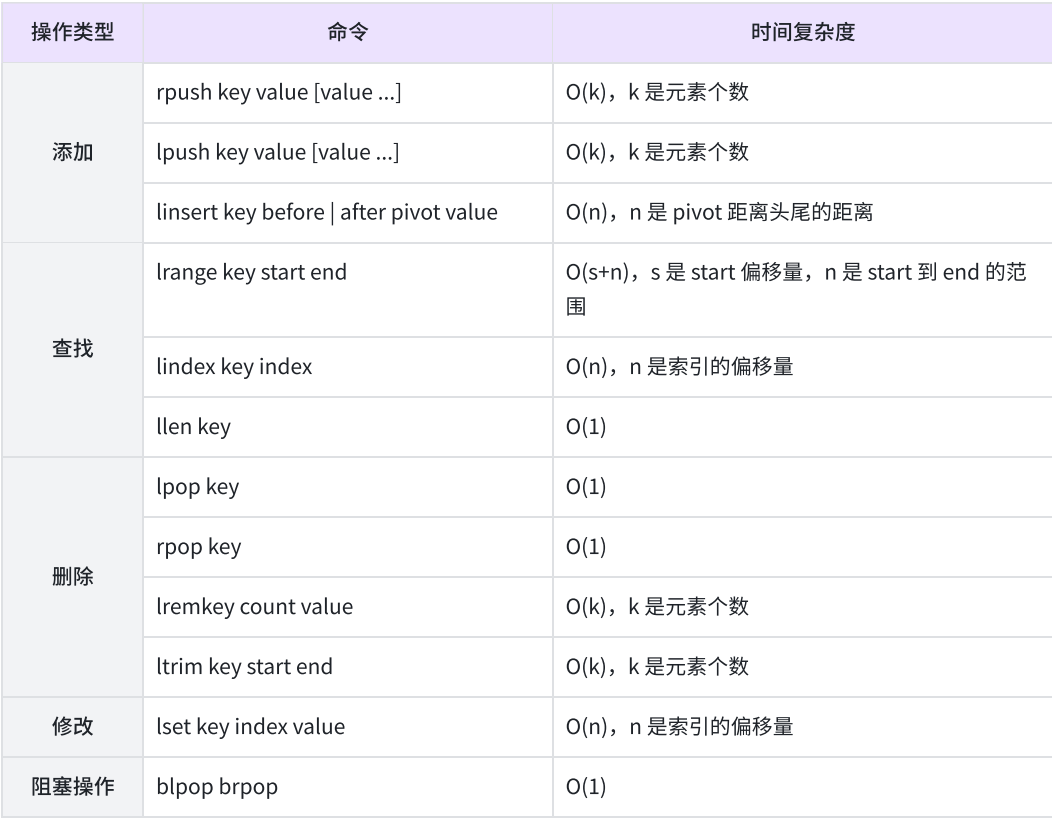 操作类型 命令 时间复杂度
添加
rpush key value [value ...] O(k)，k 是元素个数
lpush key value [value ...] O(k)，k 是元素个数
linsert key before | after pivot value O(n)，n 是 pivot 距离头尾的距离
查找
lrange key start end O(s+n)，s 是 start 偏移量，n 是 start 到 end 的范
围
lindex key index O(n)，n 是索引的偏移量
llen key O(1)
删除
lpop key O(1)
rpop key O(1)
lremkey count value O(k)，k 是元素个数
ltrim key start end O(k)，k 是元素个数
修改 lset key index value O(n)，n 是索引的偏移量
阻塞操作 blpop brpop O(1)